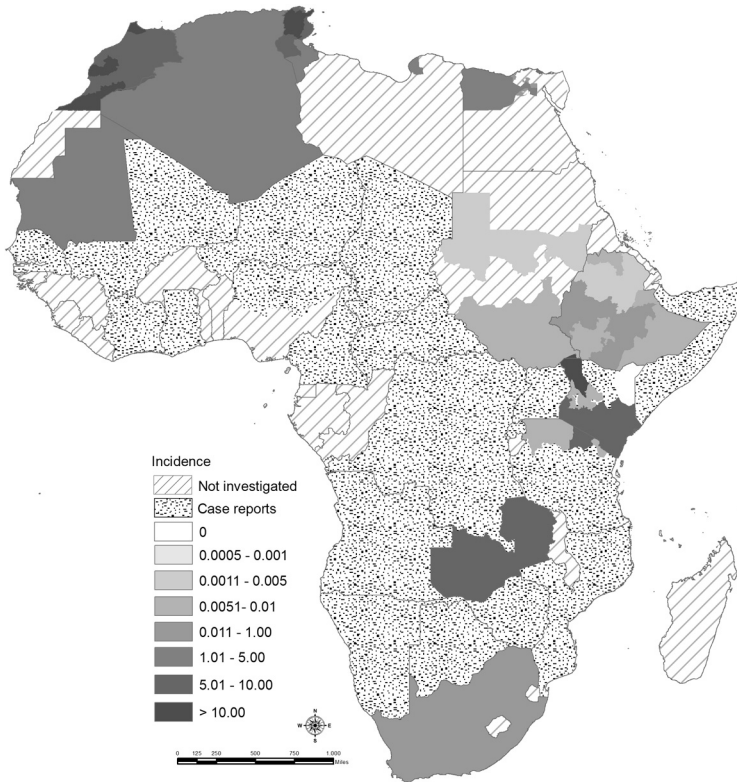 Incidence
Not investigated
Case reports
0
0.0005 - 0.001
0.0011 - 0.005
0.0051- 0.01
0.011 - 1.00
1.01 - 5.00
5.01 - 10.00
> 10.00
N
W E
S
0 125 250 500 750 1.000
Miles